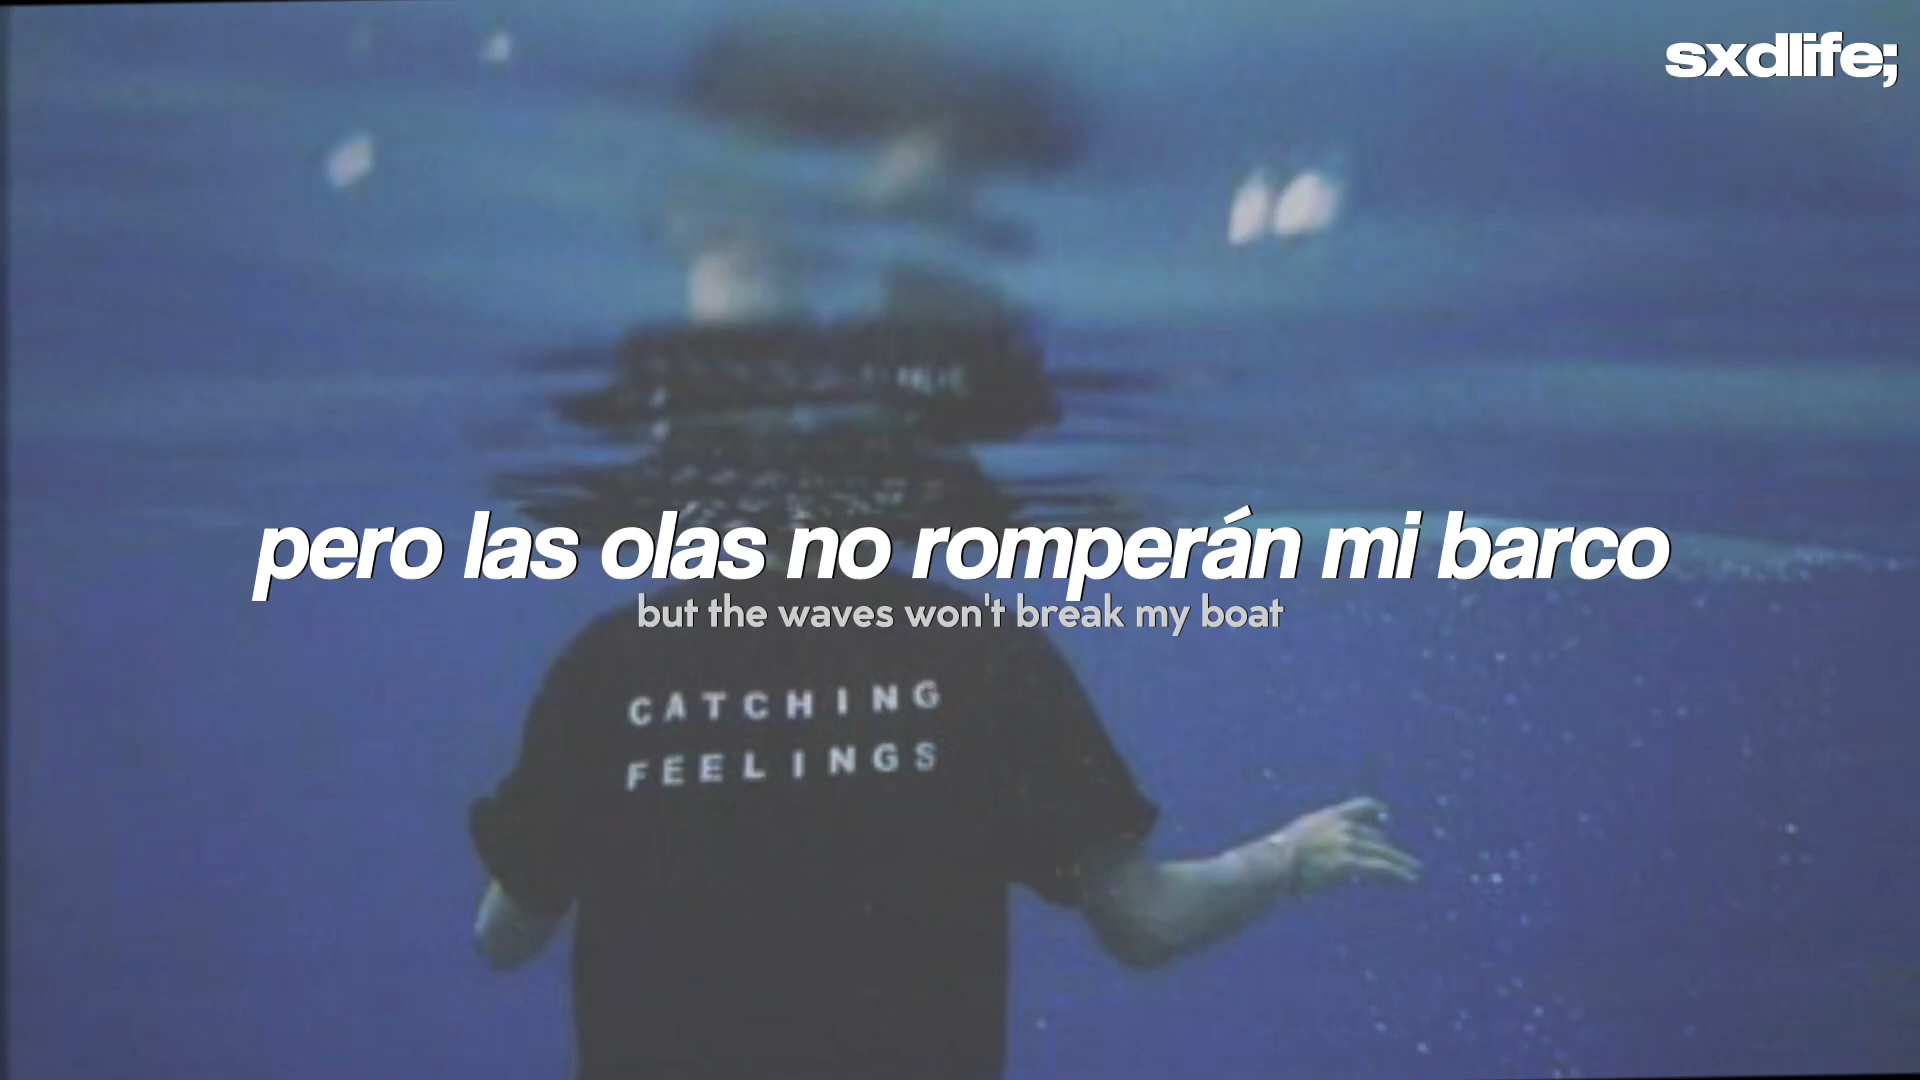 sxdlife;
pero las olas no romperán mi barco
but the waves won't break my boat
CATCHING
FEELINGS